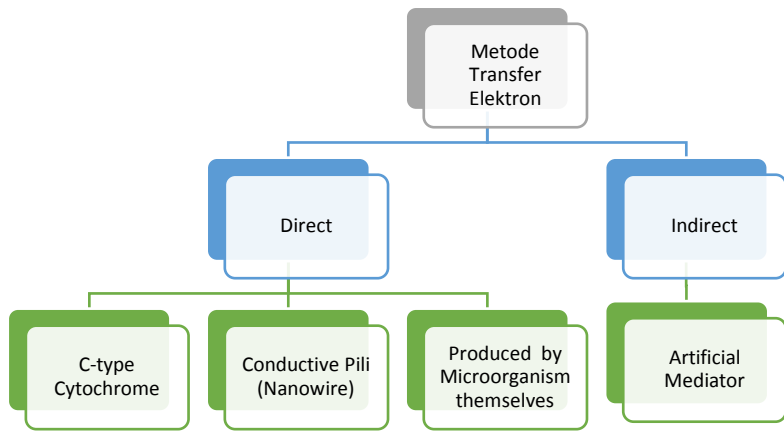 Metode
Transfer
Elektron
Direct
Indirect
C-type
Cytochrome
Conductive Pili
(Nanowire)
Produced by
Microorganism
themselves
Artificial
Mediator